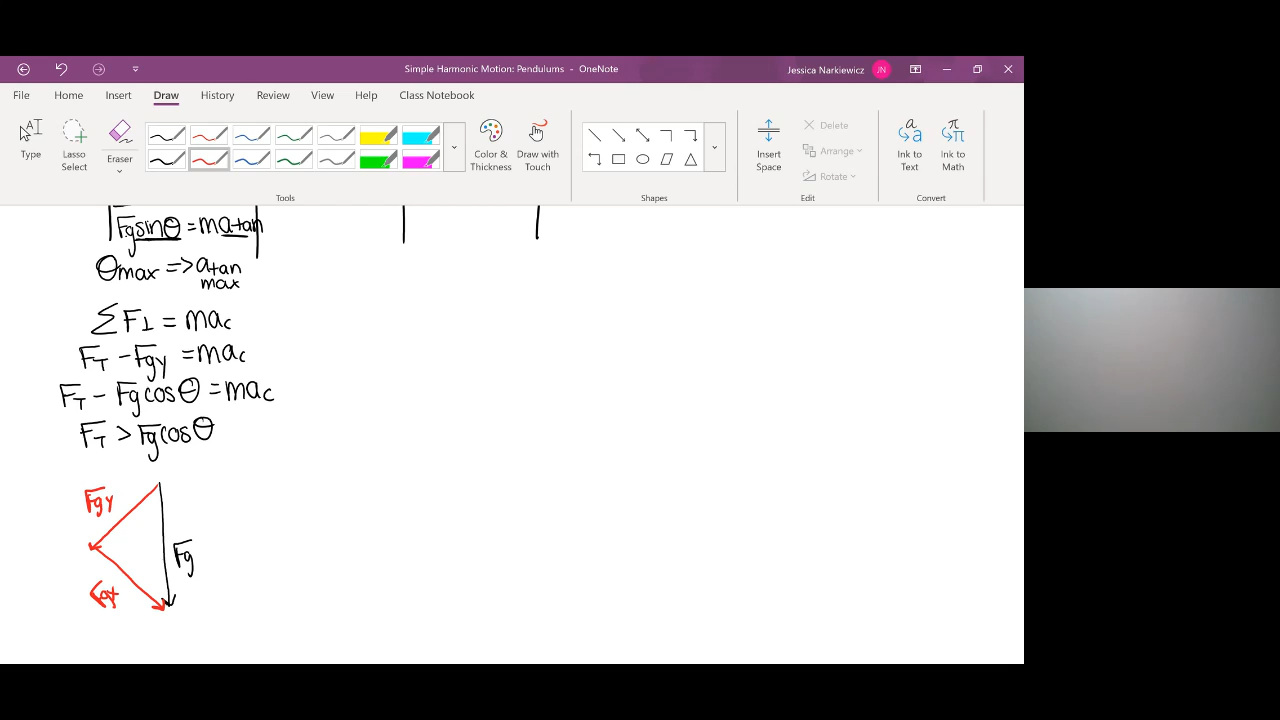 Simple Harmonic Motion: Pendulums - OneNote
Jessica Narkiewicz
JN
File Home Insert Draw History Review View Help Class Notebook
Type
Lasso Select
Eraser
Color & Thickness
Draw with Touch
Insert Space
Delete
Arrange
Rotate
Ink to Text
Ink to Math
Tools
Shapes
Edit
Convert
Fgsinθ = matan
θmax => atan max
ΣF⊥ = mac
FT - Fgy = mac
FT - Fgcosθ = mac
FT > Fgcosθ
Fgy
Fg
Fgx